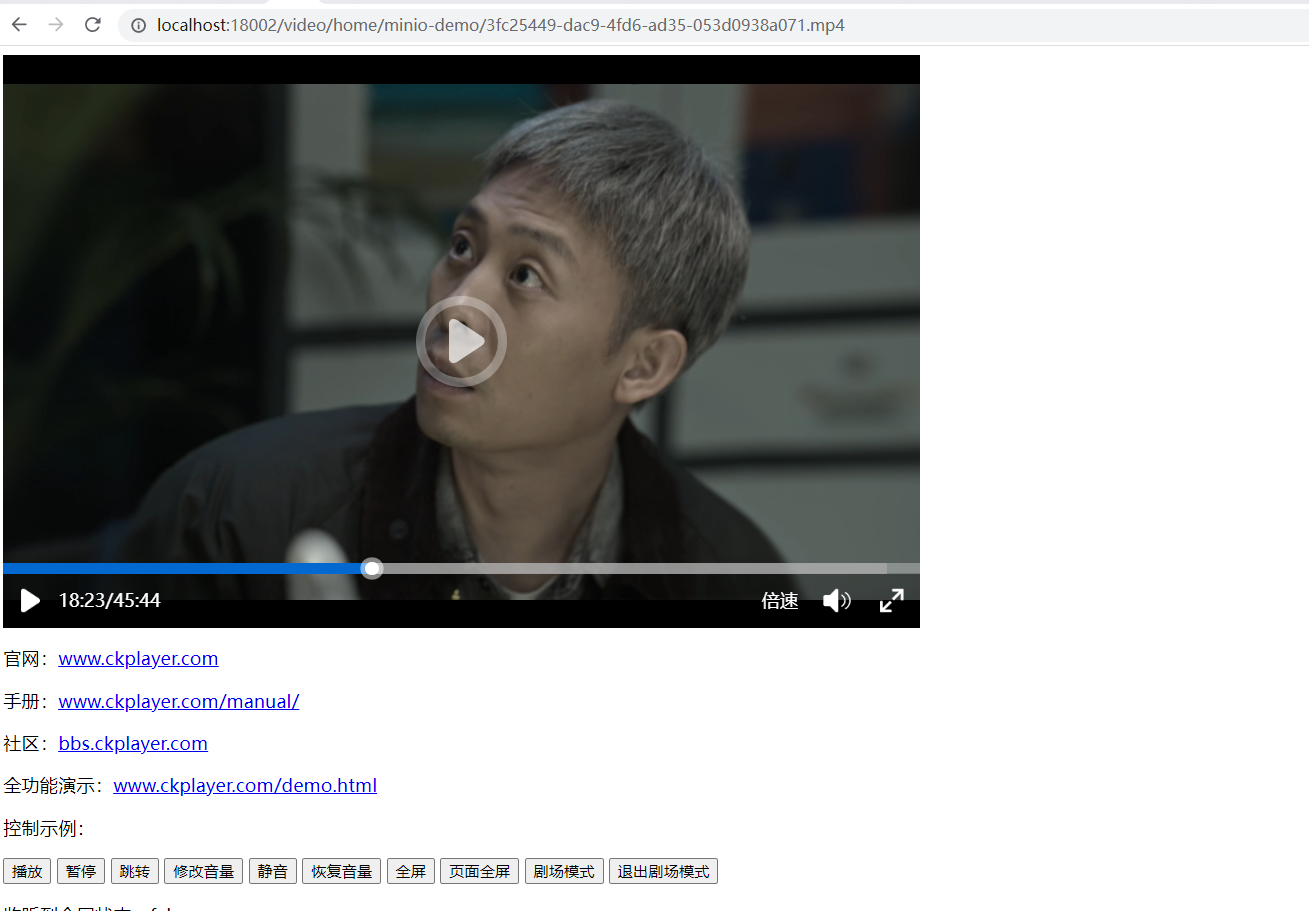 localhost:18002/video/home/minio-demo/3fc25449-dac9-4fd6-ad35-053d0938a071.mp4
18:23/45:44 倍速
官网：www.ckplayer.com
手册：www.ckplayer.com/manual/
社区：bbs.ckplayer.com
全功能演示：www.ckplayer.com/demo.html
控制示例：
播放 暂停 跳转 修改音量 静音 恢复音量 全屏 页面全屏 剧场模式 退出剧场模式